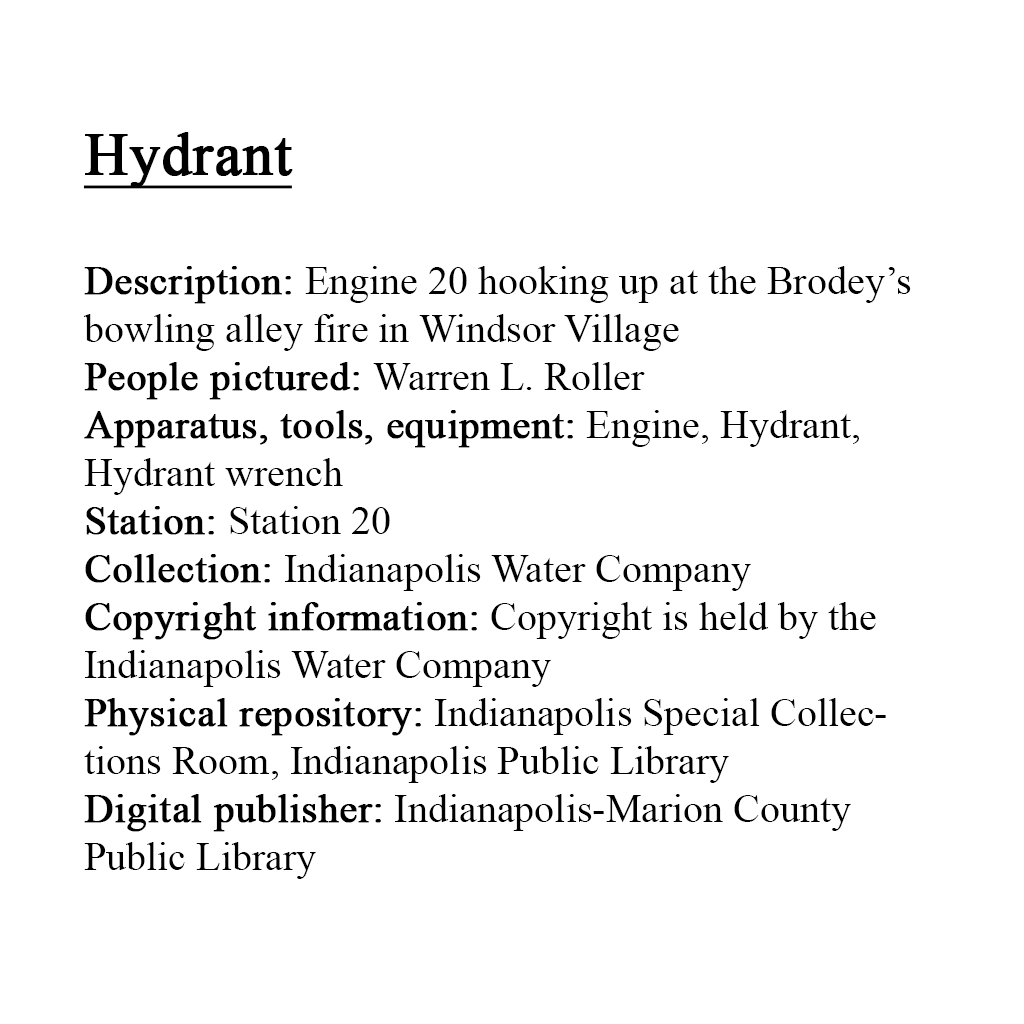 Hydrant
Description: Engine 20 hooking up at the Brodey’s
bowling alley fire in Windsor Village
People pictured: Warren L. Roller
Apparatus, tools, equipment: Engine, Hydrant,
Hydrant wrench
Station: Station 20
Collection: Indianapolis Water Company
Copyright information: Copyright is held by the
Indianapolis Water Company
Physical repository: Indianapolis Special Collec-
tions Room, Indianapolis Public Library
Digital publisher: Indianapolis-Marion County
Public Library